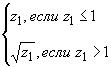 z₁, если z₁ ≤ 1
√z₁, если z₁ > 1